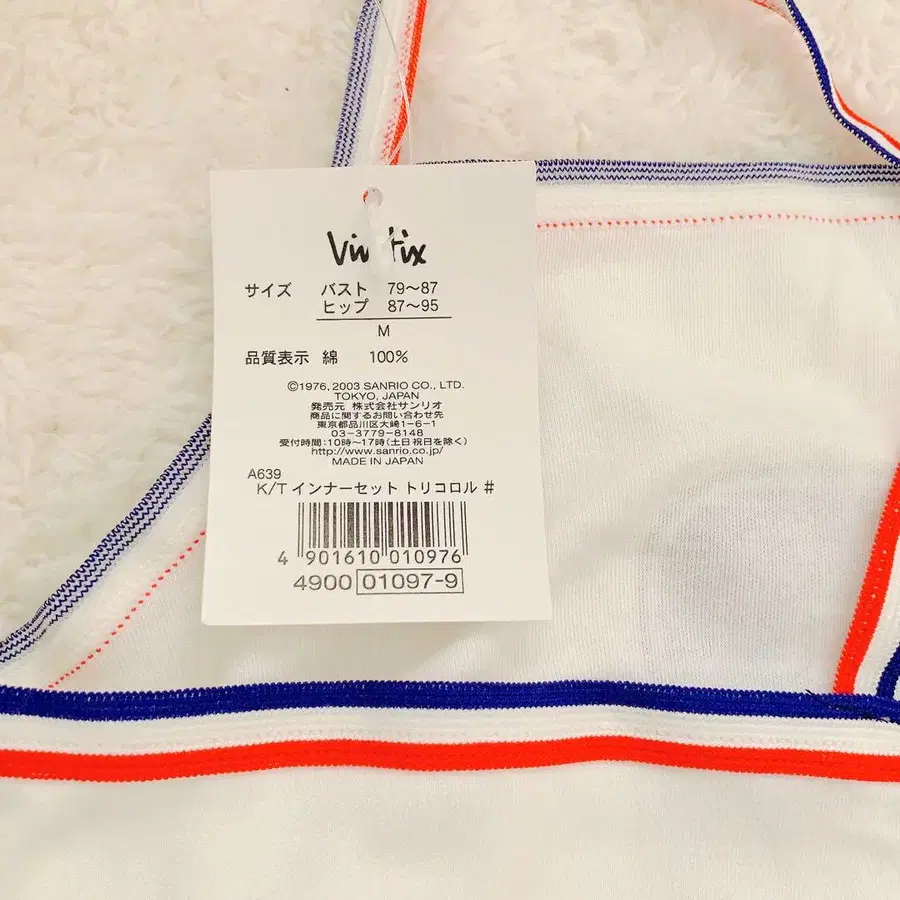 サイズ バスト 79〜87
ヒップ 87〜95
M
品質表示 綿 100%
©1976, 2003 SANRIO CO., LTD.
TOKYO, JAPAN
発売元 株式会社サンリオ
商品に関するお問い合わせ先
東京都品川区大崎1-6-1
03-3779-8148
受付時間:10時〜17時(土日祝日を除く)
http://www.sanrio.co.jp/
MADE IN JAPAN
A639
K/T インナーセット トリコロル #
4 901610 010976
4900 01097-9